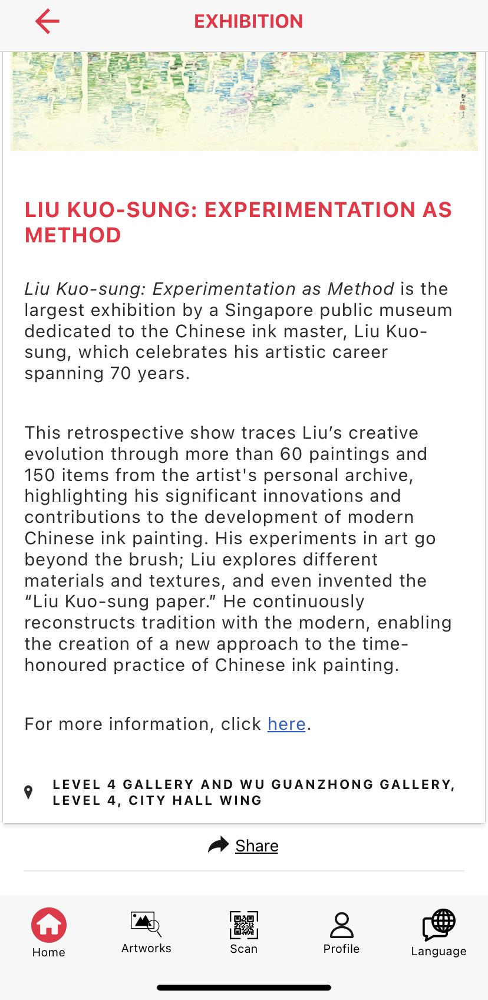 EXHIBITION
LIU KUO-SUNG: EXPERIMENTATION AS
METHOD
Liu Kuo-sung: Experimentation as Method is the
largest exhibition by a Singapore public museum
dedicated to the Chinese ink master, Liu Kuo-
sung, which celebrates his artistic career
spanning 70 years.
This retrospective show traces Liu’s creative
evolution through more than 60 paintings and
150 items from the artist's personal archive,
highlighting his significant innovations and
contributions to the development of modern
Chinese ink painting. His experiments in art go
beyond the brush; Liu explores different
materials and textures, and even invented the
“Liu Kuo-sung paper.” He continuously
reconstructs tradition with the modern, enabling
the creation of a new approach to the time-
honoured practice of Chinese ink painting.
For more information, click here.
LEVEL 4 GALLERY AND WU GUANZHONG GALLERY,
LEVEL 4, CITY HALL WING
Share
Home
Artworks
Scan
Profile
Language